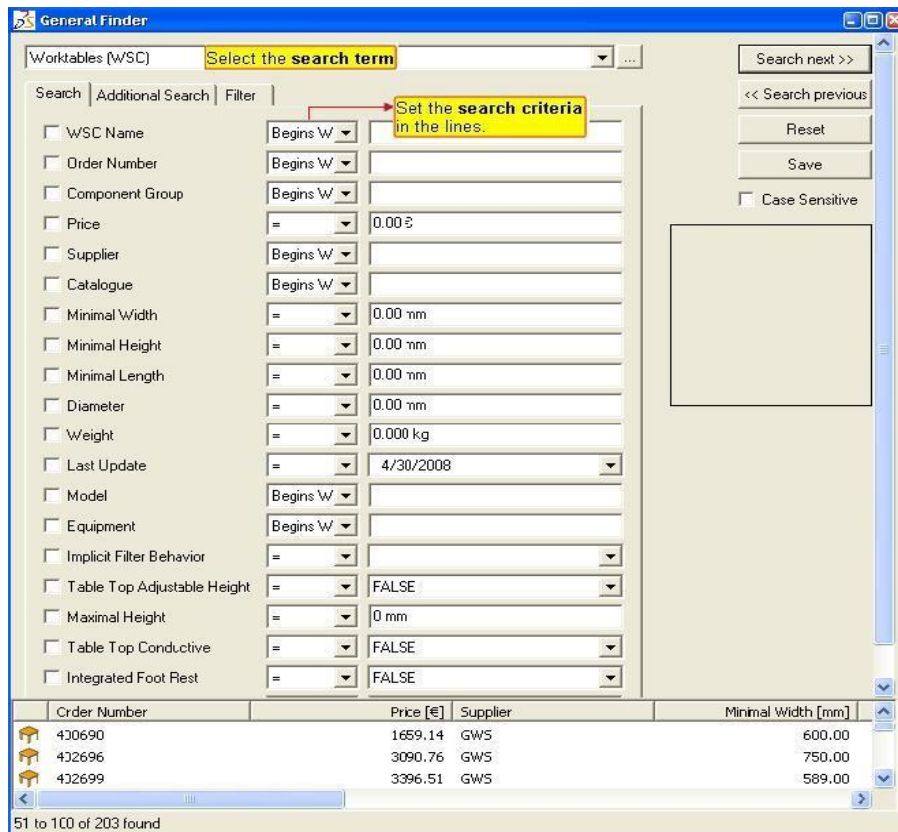 General Finder
Worktables (WSC) Select the search term ...
Search next >>
Search Additional Search Filter
<< Search previous
Set the search criteria
in the lines.
WSC Name Begins W
Reset
Order Number Begins W
Save
Component Group Begins W
Case Sensitive
Price = 0.00 €
Supplier Begins W
Catalogue Begins W
Minimal Width = 0.00 mm
Minimal Height = 0.00 mm
Minimal Length = 0.00 mm
Diameter = 0.00 mm
Weight = 0.000 kg
Last Update = 4/30/2008
Model Begins W
Equipment Begins W
Implicit Filter Behavior =
Table Top Adjustable Height = FALSE
Maximal Height = 0 mm
Table Top Conductive = FALSE
Integrated Foot Rest = FALSE
Order Number Price [€] Supplier Minimal Width [mm]
400690 1659.14 GWS 600.00
402696 3090.76 GWS 750.00
402699 3396.51 GWS 589.00
51 to 100 of 203 found